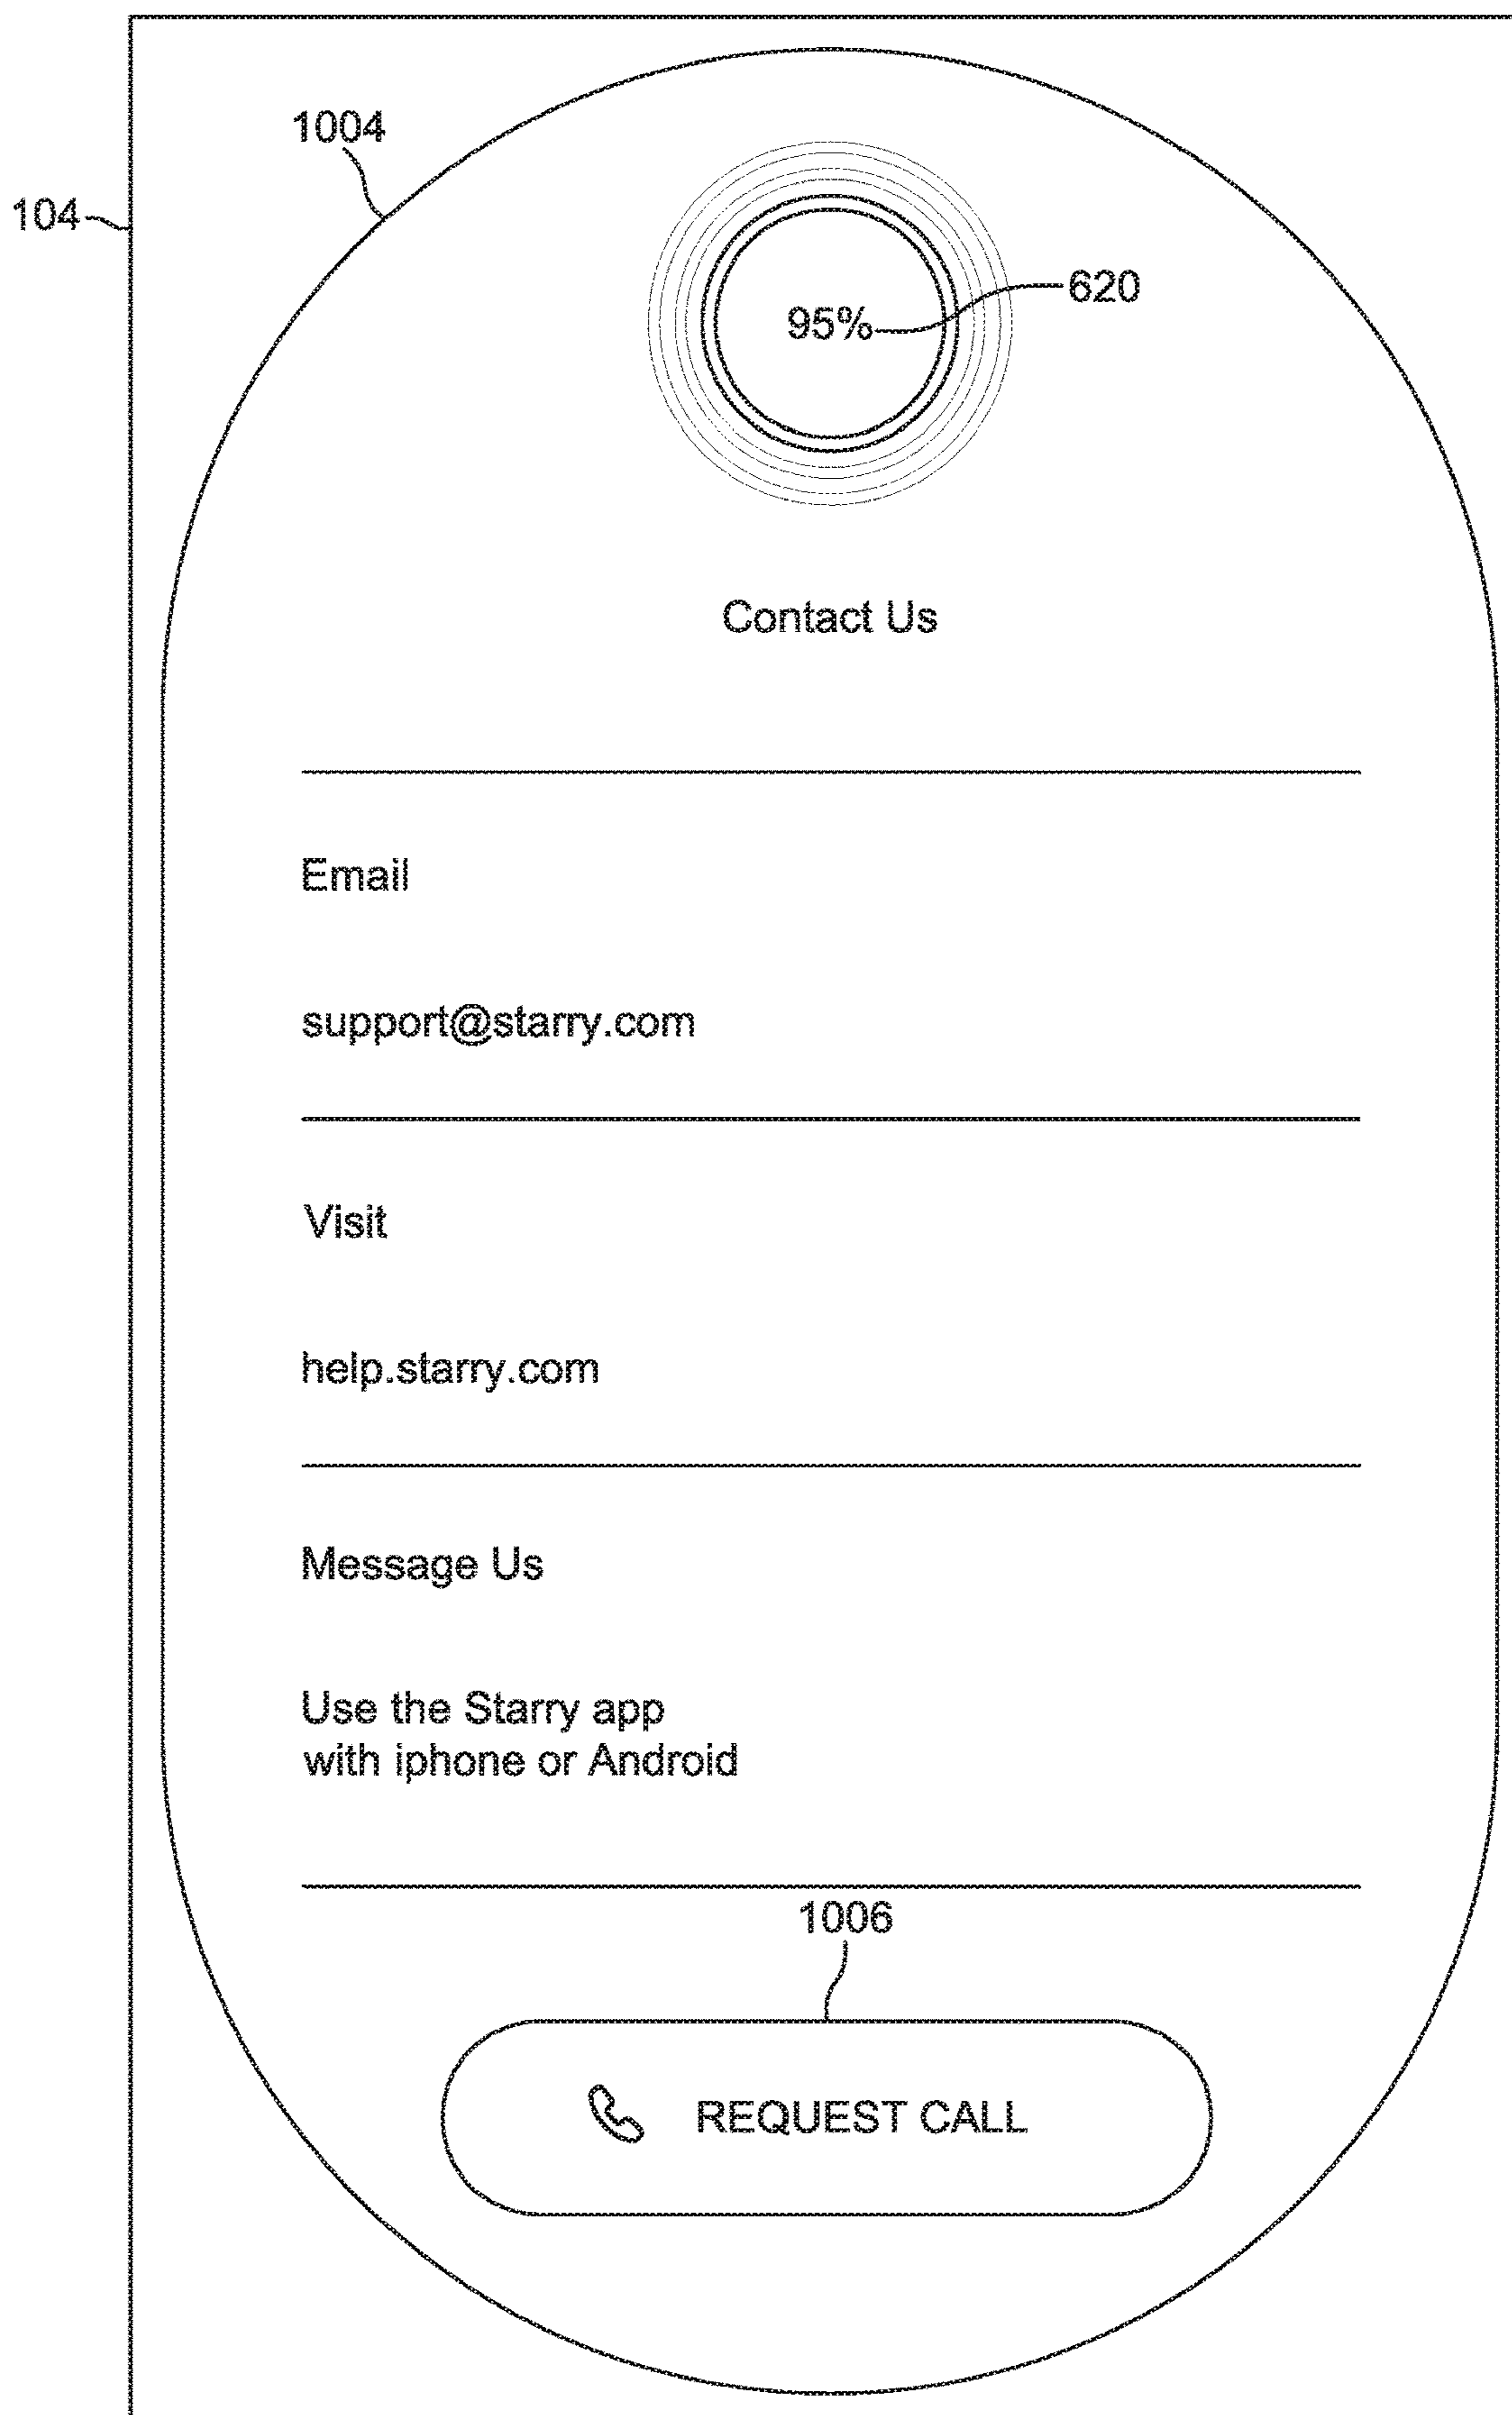 1004
104
620
95%
Contact Us
Email
support@starry.com
Visit
help.starry.com
Message Us
Use the Starry app
with iphone or Android
1006
REQUEST CALL